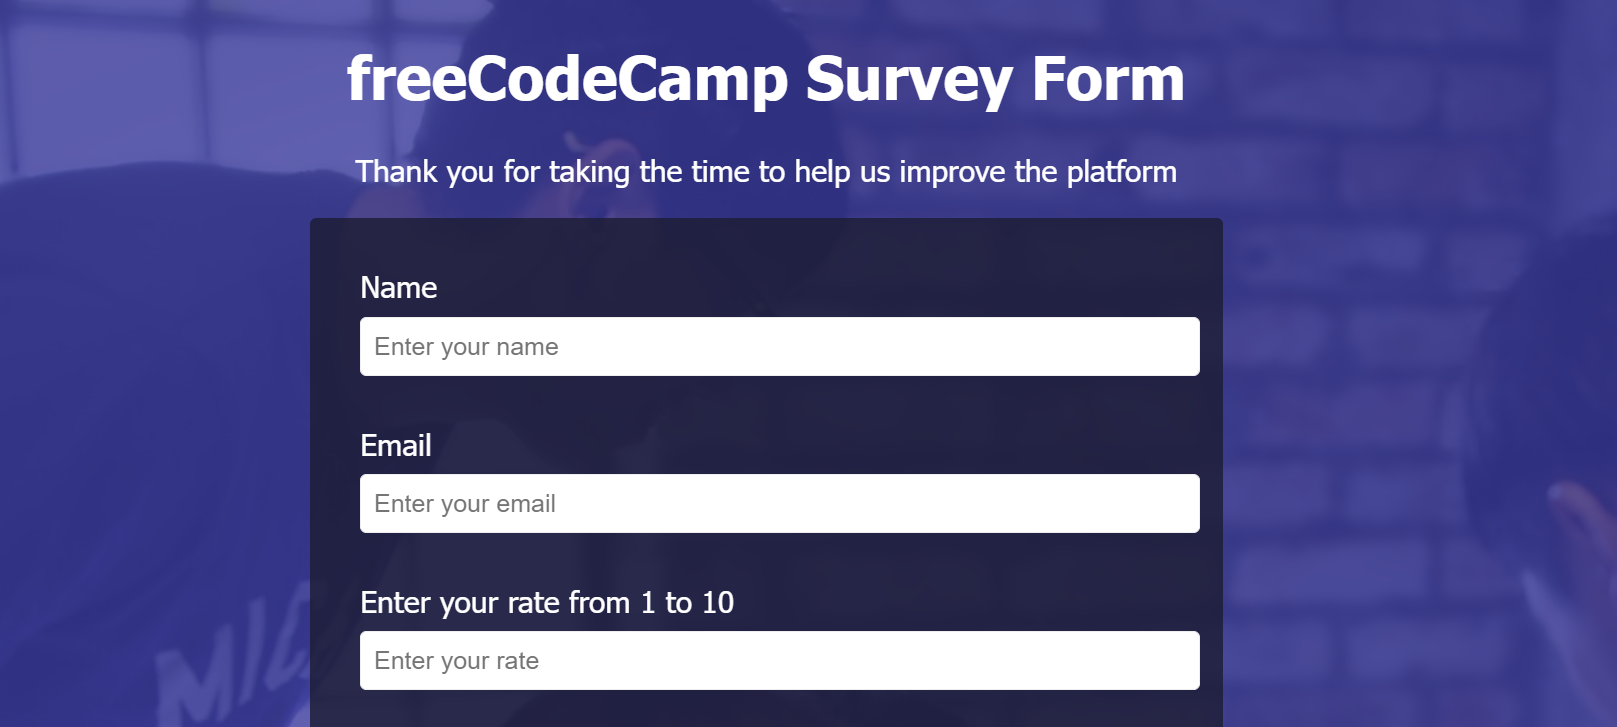 freeCodeCamp Survey Form
Thank you for taking the time to help us improve the platform
Name
Enter your name
Email
Enter your email
Enter your rate from 1 to 10
Enter your rate